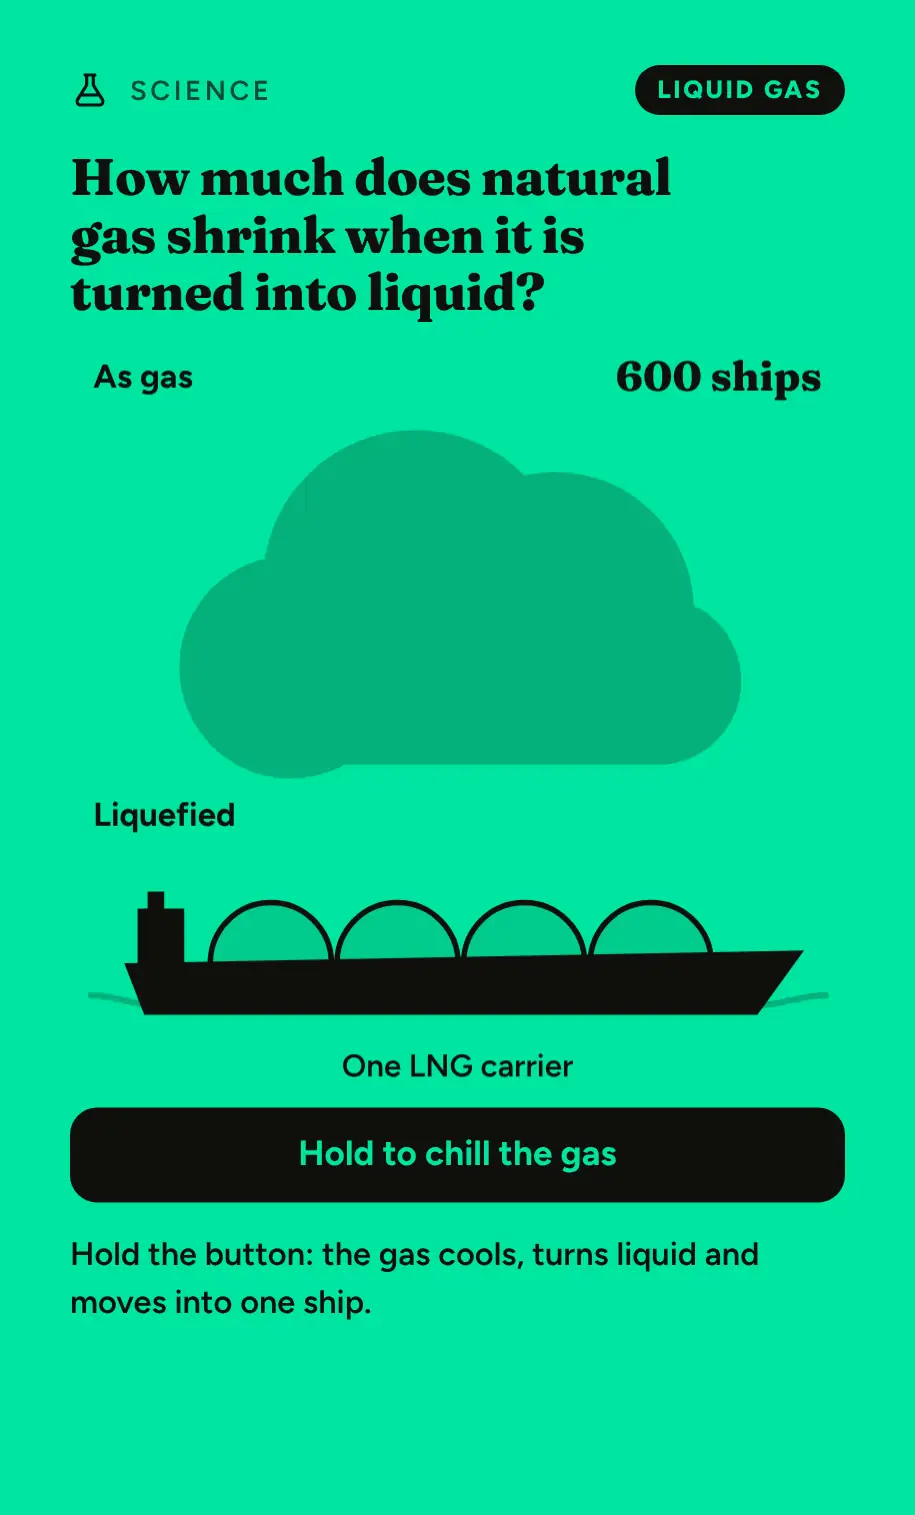 SCIENCE
LIQUID GAS
How much does natural
gas shrink when it is
turned into liquid?
As gas
600 ships
Liquefied
One LNG carrier
Hold to chill the gas
Hold the button: the gas cools, turns liquid and
moves into one ship.